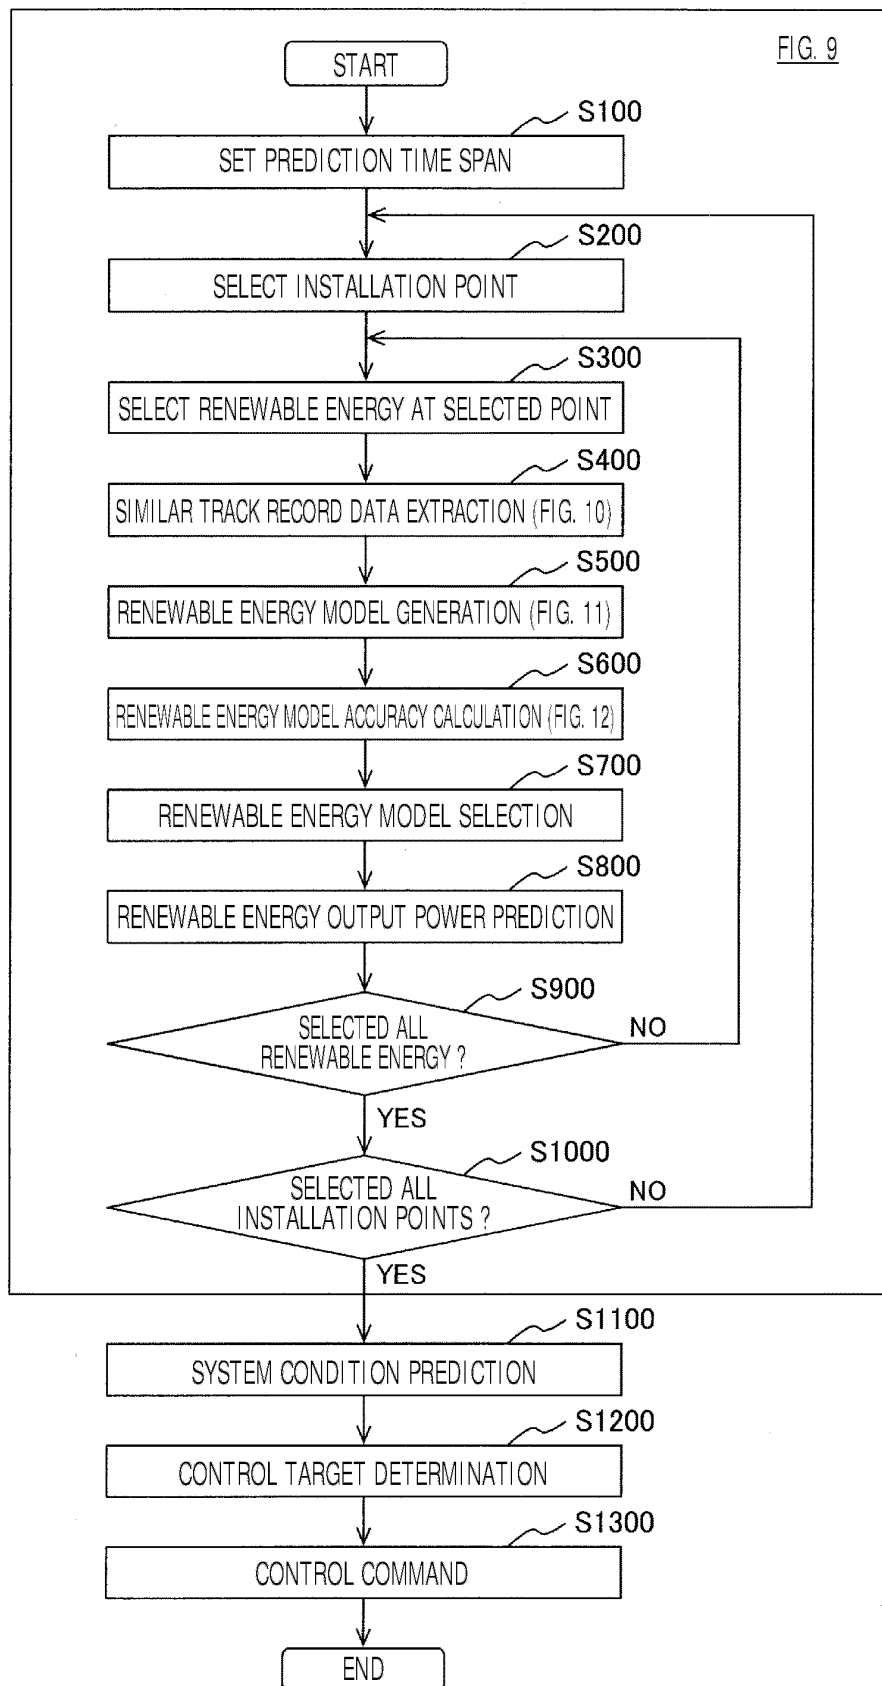 FIG. 9
START
S100
SET PREDICTION TIME SPAN
S200
SELECT INSTALLATION POINT
S300
SELECT RENEWABLE ENERGY AT SELECTED POINT
S400
SIMILAR TRACK RECORD DATA EXTRACTION (FIG. 10)
S500
RENEWABLE ENERGY MODEL GENERATION (FIG. 11)
S600
RENEWABLE ENERGY MODEL ACCURACY CALCULATION (FIG. 12)
S700
RENEWABLE ENERGY MODEL SELECTION
S800
RENEWABLE ENERGY OUTPUT POWER PREDICTION
S900
SELECTED ALL
RENEWABLE ENERGY ?
NO
YES
S1000
SELECTED ALL
INSTALLATION POINTS ?
NO
YES
S1100
SYSTEM CONDITION PREDICTION
S1200
CONTROL TARGET DETERMINATION
S1300
CONTROL COMMAND
END